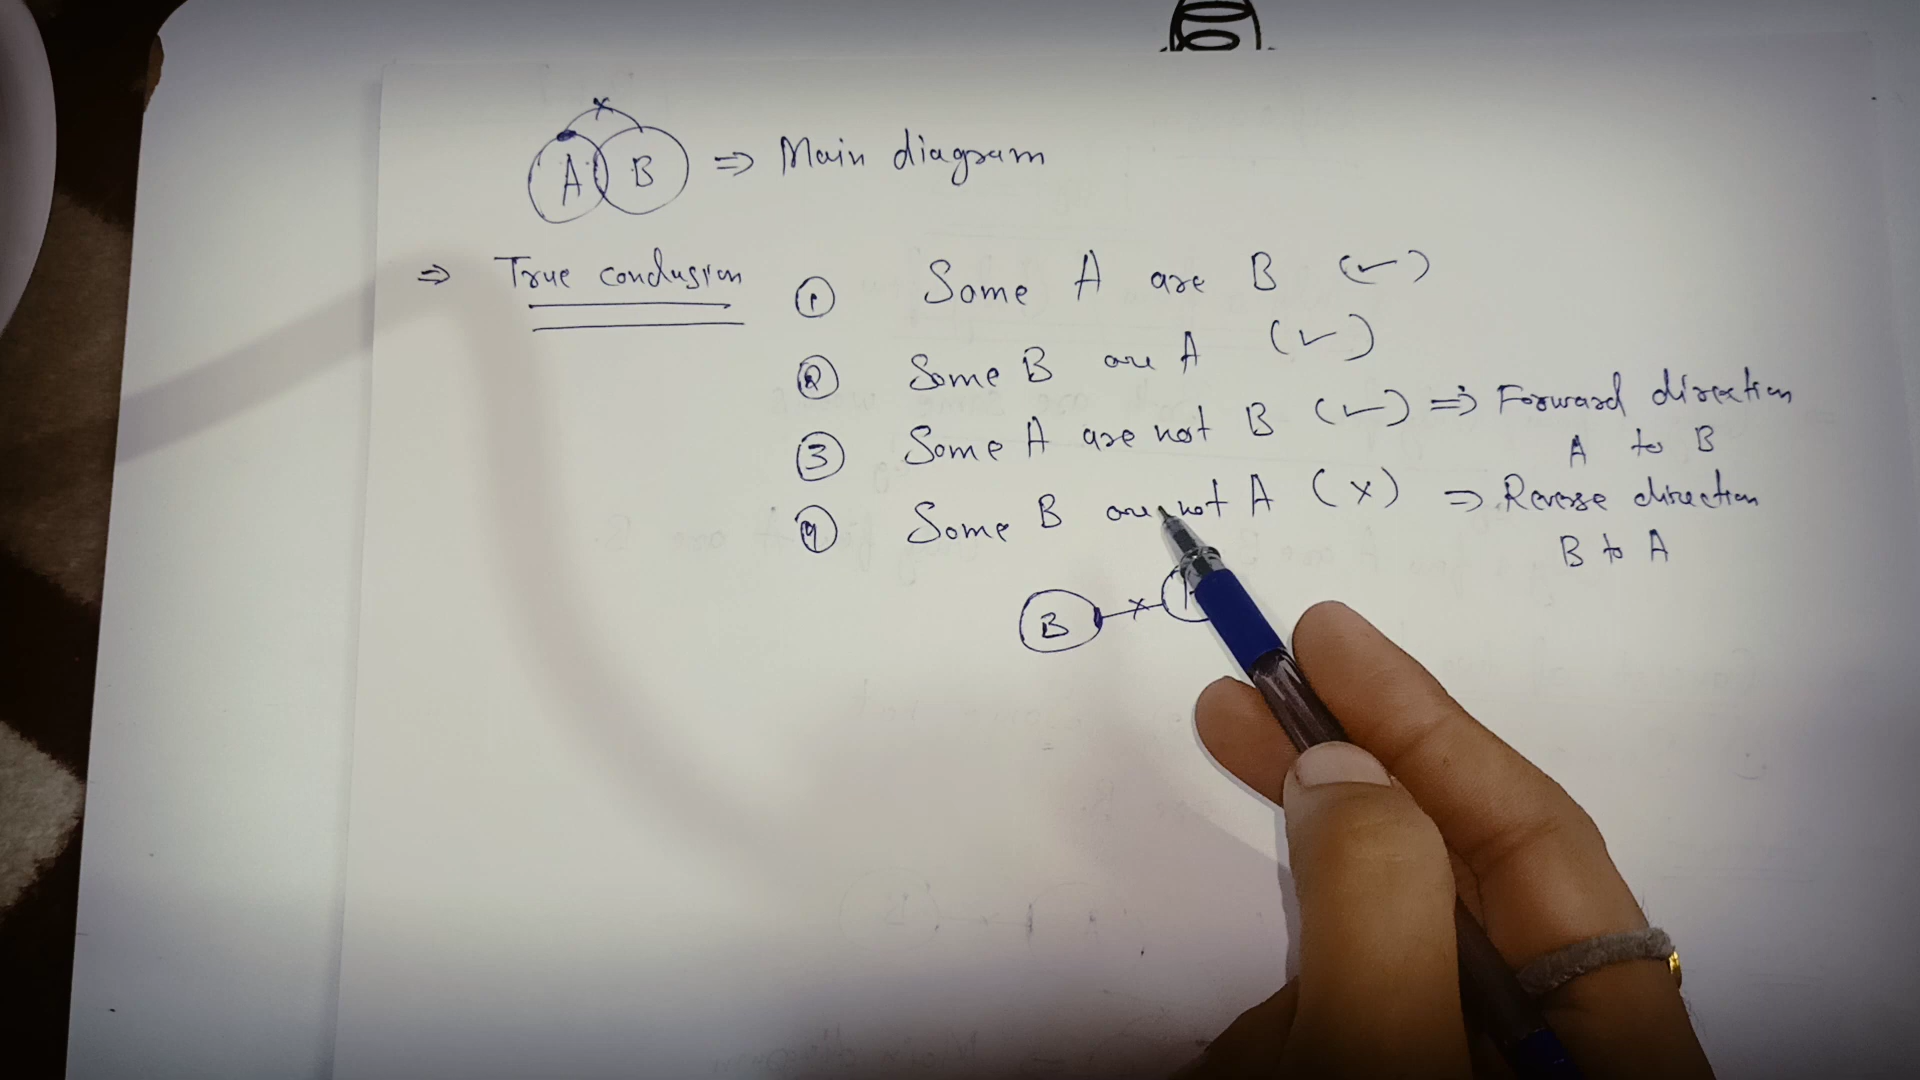 x
A B ⇒ Main diagram
⇒ True conclusion ① Some A are B (✓)
② Some B are A (✓)
③ Some A are not B (✓) ⇒ Forward direction
A to B
④ Some B are not A (x) ⇒ Reverse direction
B to A
B x